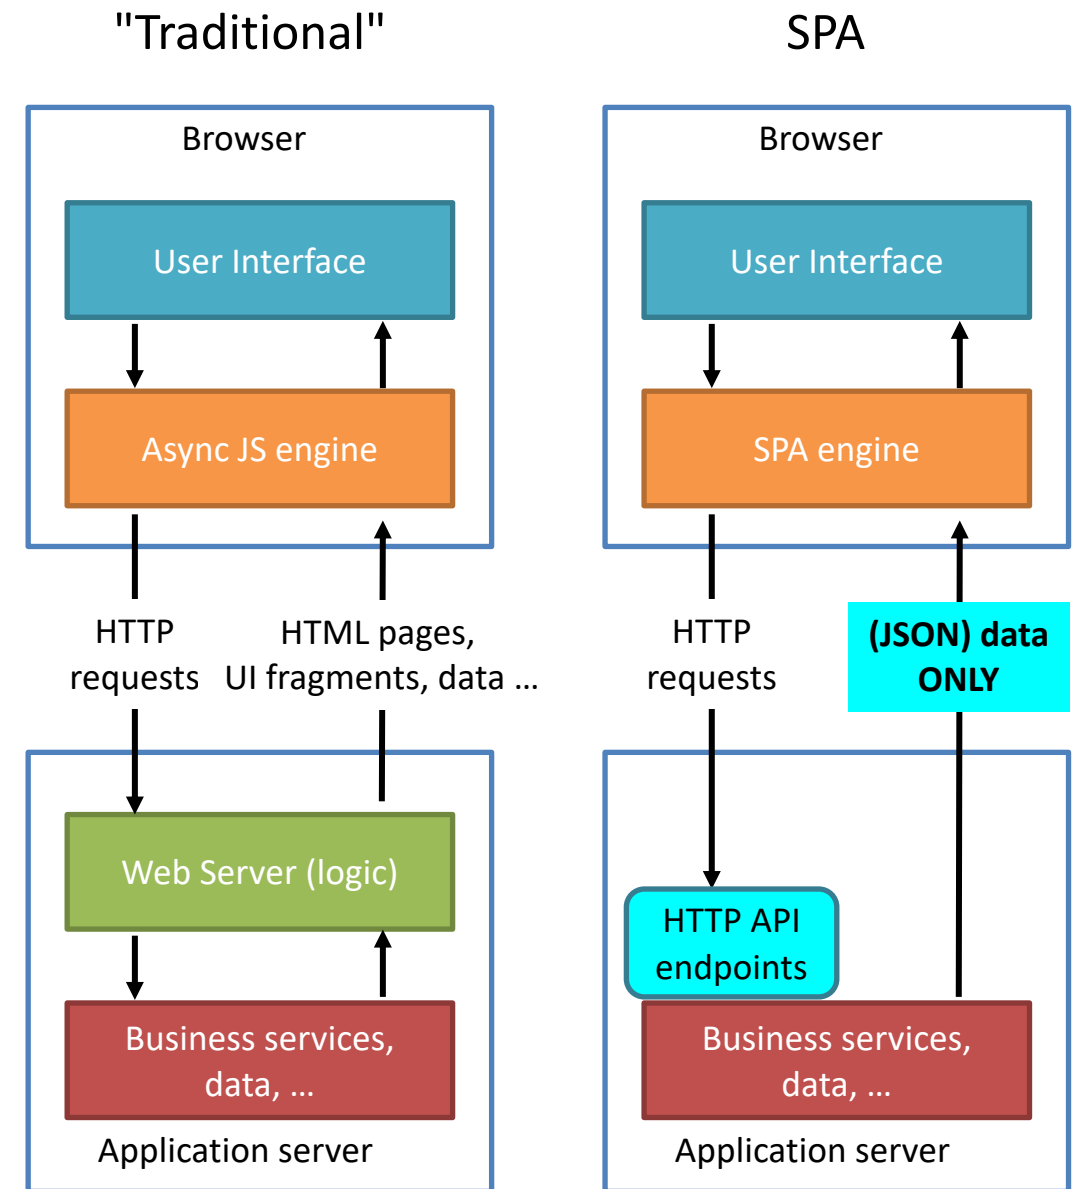 "Traditional"
Browser
User Interface
Async JS engine
HTTP
requests
HTML pages,
UI fragments, data …
Web Server (logic)
Business services,
data, …
Application server
SPA
Browser
User Interface
SPA engine
HTTP
requests
(JSON) data
ONLY
HTTP API
endpoints
Business services,
data, …
Application server